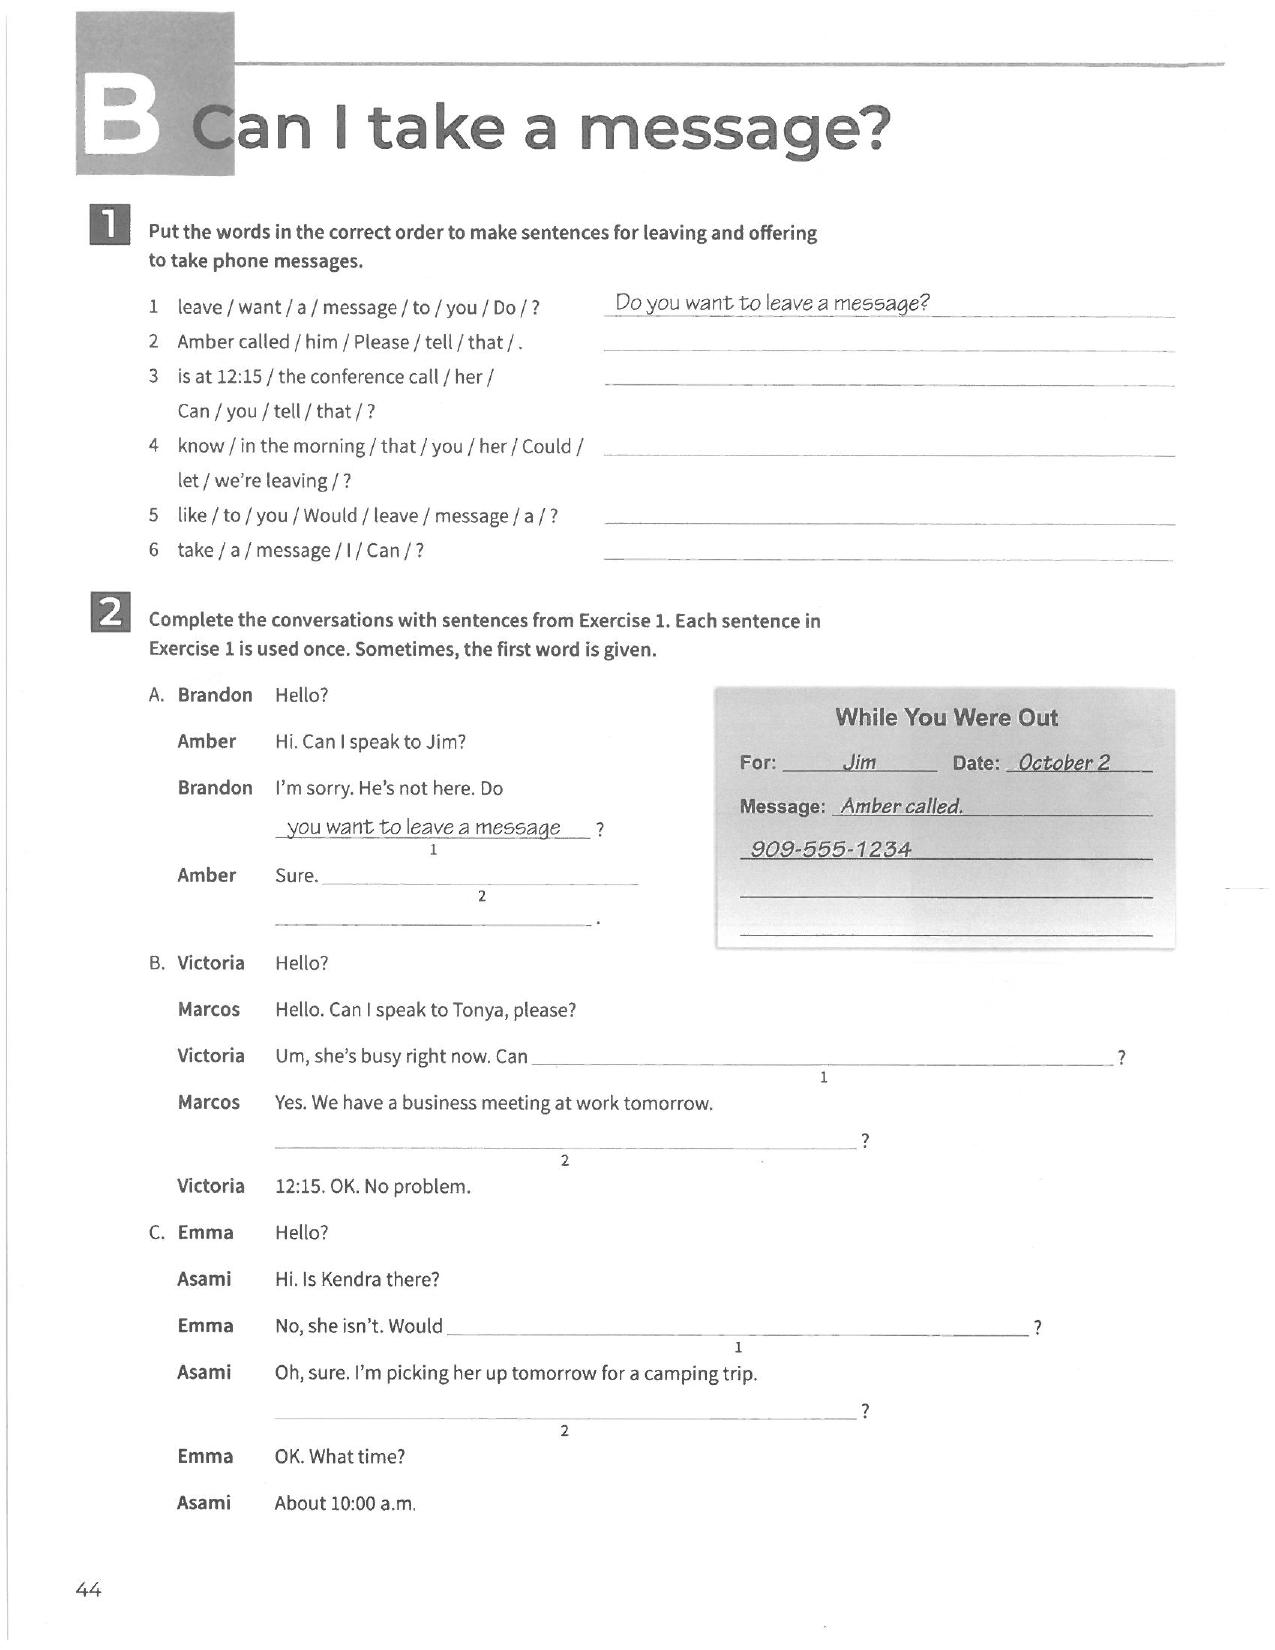 B Can I take a message?
1 Put the words in the correct order to make sentences for leaving and offering
to take phone messages.
1 leave / want / a / message / to / you / Do / ? Do you want to leave a message?
2 Amber called / him / Please / tell / that / .
3 is at 12:15 / the conference call / her /
Can / you / tell / that / ?
4 know / in the morning / that / you / her / Could /
let / we're leaving / ?
5 like / to / you / Would / leave / message / a / ?
6 take / a / message / I / Can / ?
2 Complete the conversations with sentences from Exercise 1. Each sentence in
Exercise 1 is used once. Sometimes, the first word is given.
A. Brandon Hello?
Amber Hi. Can I speak to Jim?
Brandon I'm sorry. He's not here. Do
you want to leave a message ?
1
Amber Sure.
2
.
While You Were Out
For: Jim Date: October 2
Message: Amber called.
909-555-1234
B. Victoria Hello?
Marcos Hello. Can I speak to Tonya, please?
Victoria Um, she's busy right now. Can ?
1
Marcos Yes. We have a business meeting at work tomorrow.
?
2
Victoria 12:15. OK. No problem.
C. Emma Hello?
Asami Hi. Is Kendra there?
Emma No, she isn't. Would ?
1
Asami Oh, sure. I'm picking her up tomorrow for a camping trip.
?
2
Emma OK. What time?
Asami About 10:00 a.m.
44